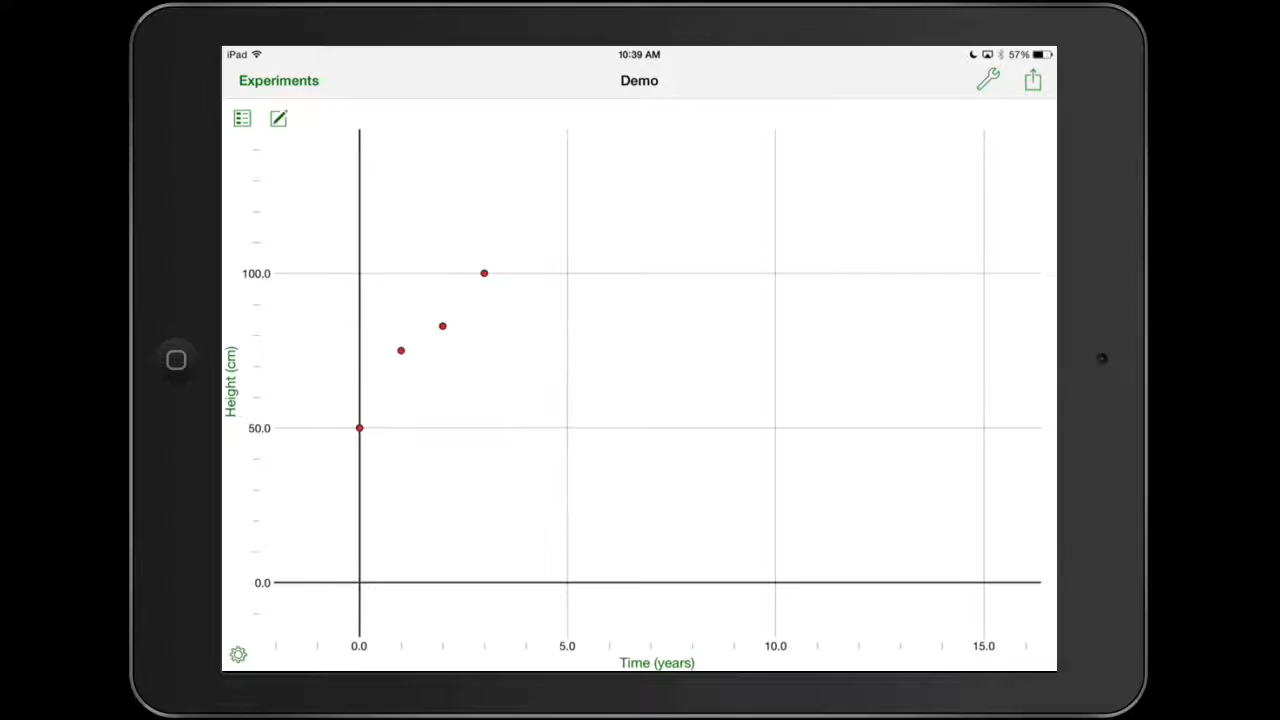 iPad 10:39 AM 57%
Experiments Demo
100.0
50.0
0.0
Height (cm)
0.0 5.0 10.0 15.0
Time (years)